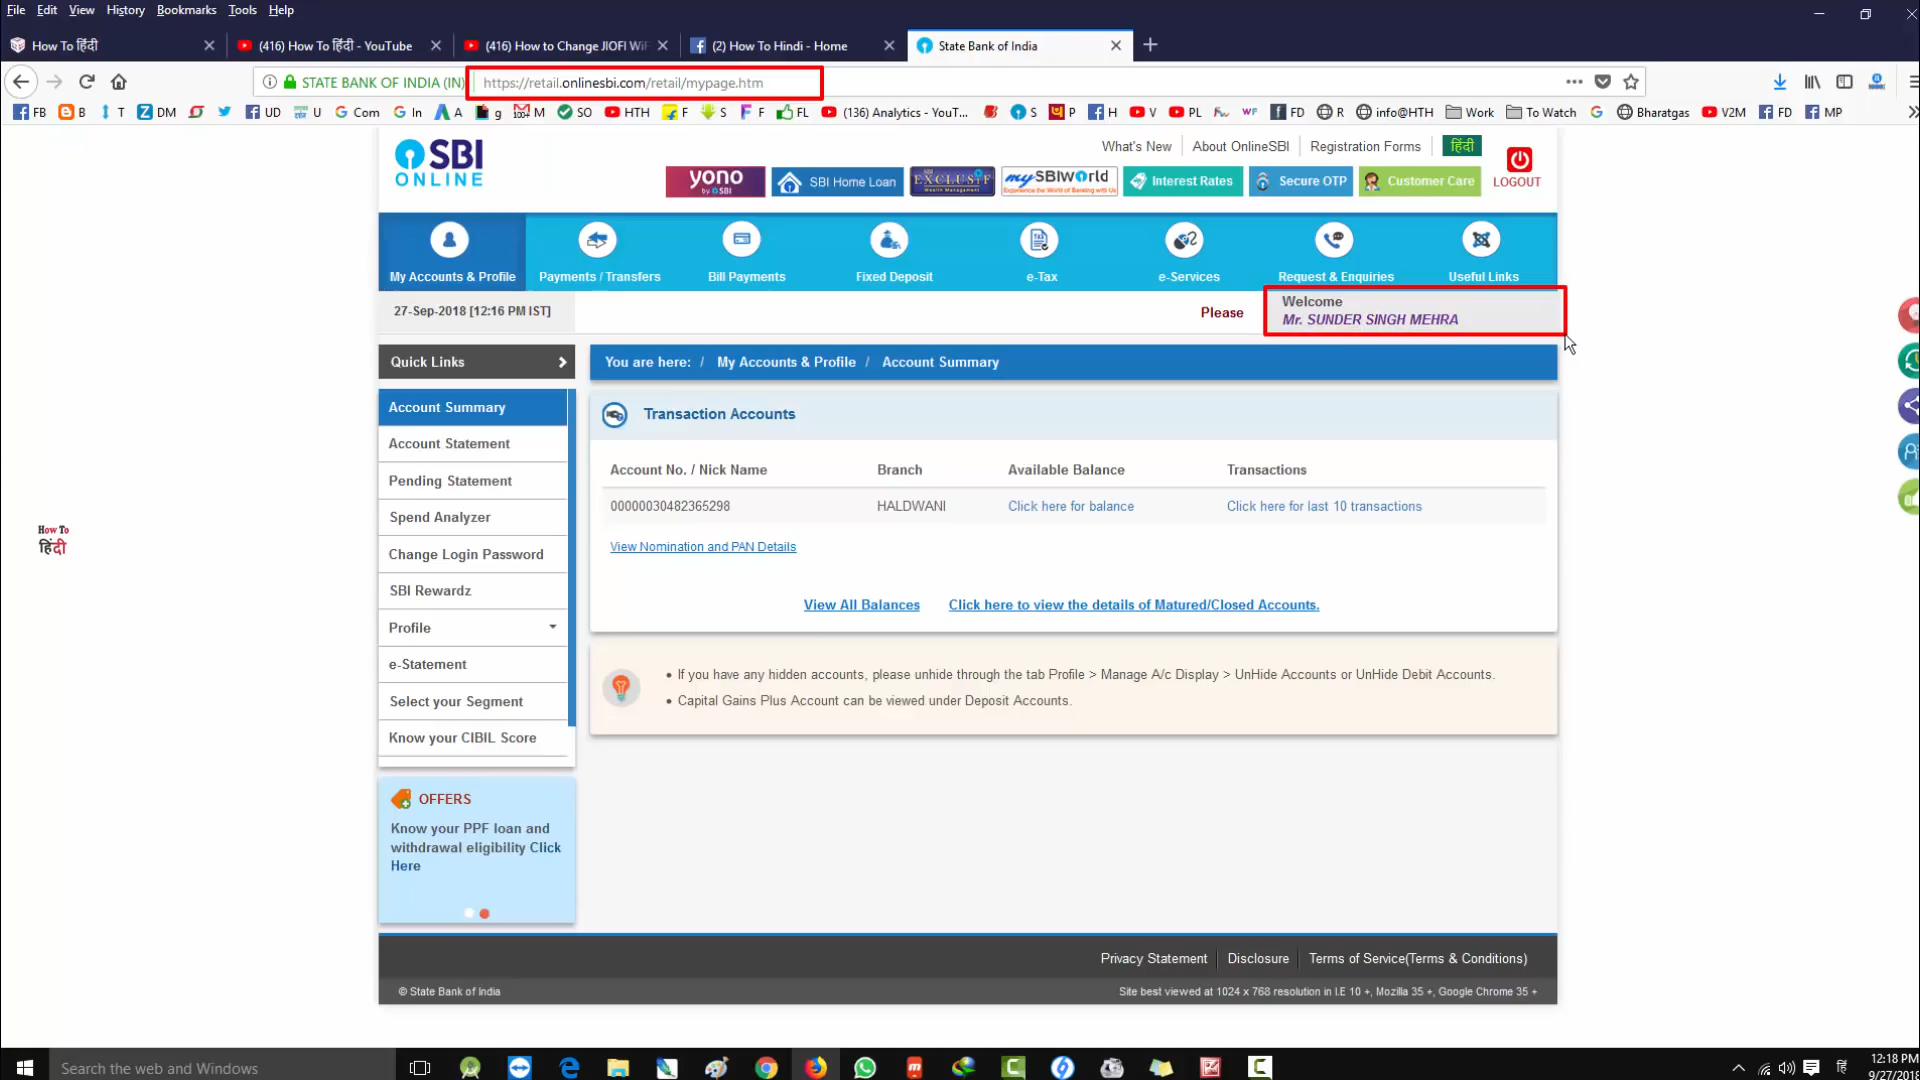 File Edit View History Bookmarks Tools Help
How To हिंदी
(416) How To हिंदी - YouTube
(416) How to Change JIOFI WiF
(2) How To Hindi - Home
State Bank of India
STATE BANK OF INDIA (IN)
https://retail.onlinesbi.com/retail/mypage.htm
FB B T DM UD U G Com In A g M SO HTH F S F FL (136) Analytics - YouT... S P H V PL FD R info@HTH Work To Watch Bharatgas V2M FD MP
SBI
ONLINE
What's New About OnlineSBI Registration Forms हिंदी
LOGOUT
yono
by SBI
SBI Home Loan
EXCLUSIF
Wealth Management
mySBIWorld
Experience the World of Banking with Us
Interest Rates
Secure OTP
Customer Care
My Accounts & Profile Payments / Transfers Bill Payments Fixed Deposit e-Tax e-Services Request & Enquiries Useful Links
27-Sep-2018 [12:16 PM IST]
Please
Welcome
Mr. SUNDER SINGH MEHRA
Quick Links
You are here: / My Accounts & Profile / Account Summary
Account Summary
Account Statement
Pending Statement
Spend Analyzer
Change Login Password
SBI Rewardz
Profile
e-Statement
Select your Segment
Know your CIBIL Score
Transaction Accounts
Account No. / Nick Name Branch Available Balance Transactions
00000030482365298 HALDWANI Click here for balance Click here for last 10 transactions
View Nomination and PAN Details
View All Balances Click here to view the details of Matured/Closed Accounts.
• If you have any hidden accounts, please unhide through the tab Profile > Manage A/c Display > UnHide Accounts or UnHide Debit Accounts.
• Capital Gains Plus Account can be viewed under Deposit Accounts.
How To
हिंदी
OFFERS
Know your PPF loan and
withdrawal eligibility Click
Here
Privacy Statement Disclosure Terms of Service(Terms & Conditions)
© State Bank of India
Site best viewed at 1024 x 768 resolution in I.E 10 +, Mozilla 35 +, Google Chrome 35 +
Search the web and Windows
हिं
12:18 PM
9/27/2018